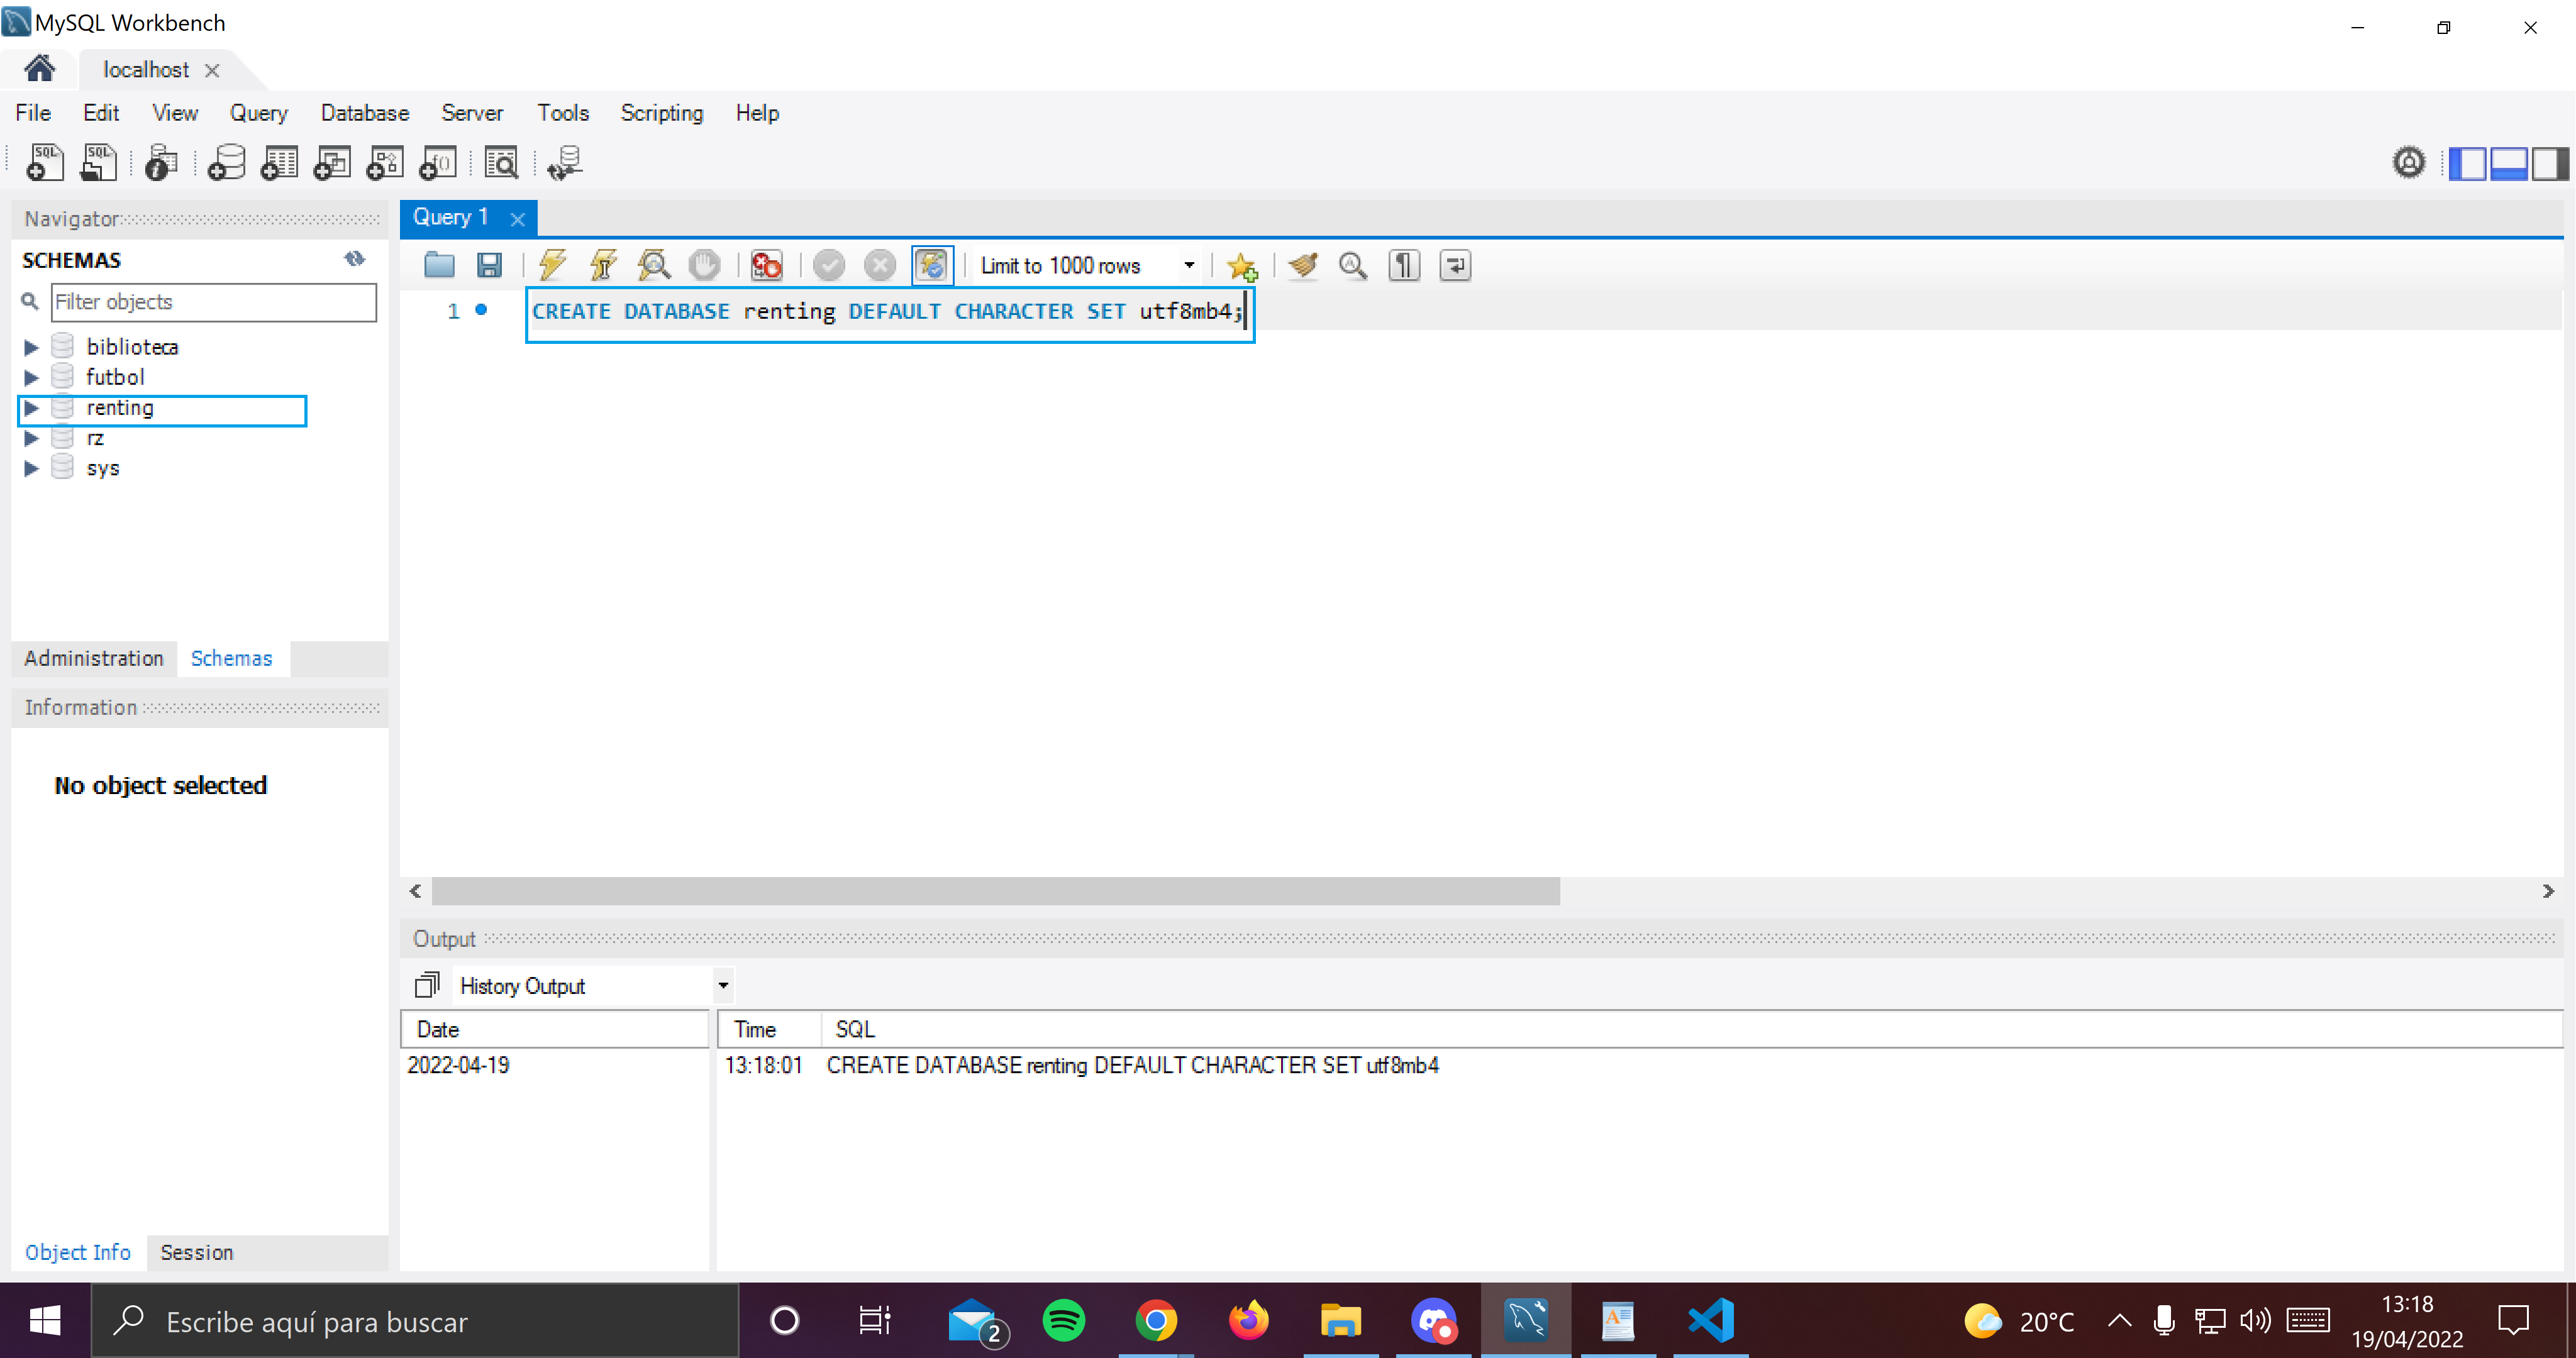 MySQL Workbench
localhost
File Edit View Query Database Server Tools Scripting Help
Navigator
SCHEMAS
Filter objects
biblioteca
futbol
renting
rz
sys
Administration Schemas
Information
No object selected
Object Info Session
Query 1
Limit to 1000 rows
1 CREATE DATABASE renting DEFAULT CHARACTER SET utf8mb4;
Output
History Output
Date Time SQL
2022-04-19 13:18:01 CREATE DATABASE renting DEFAULT CHARACTER SET utf8mb4
Escribe aquí para buscar
2
20°C
13:18
19/04/2022